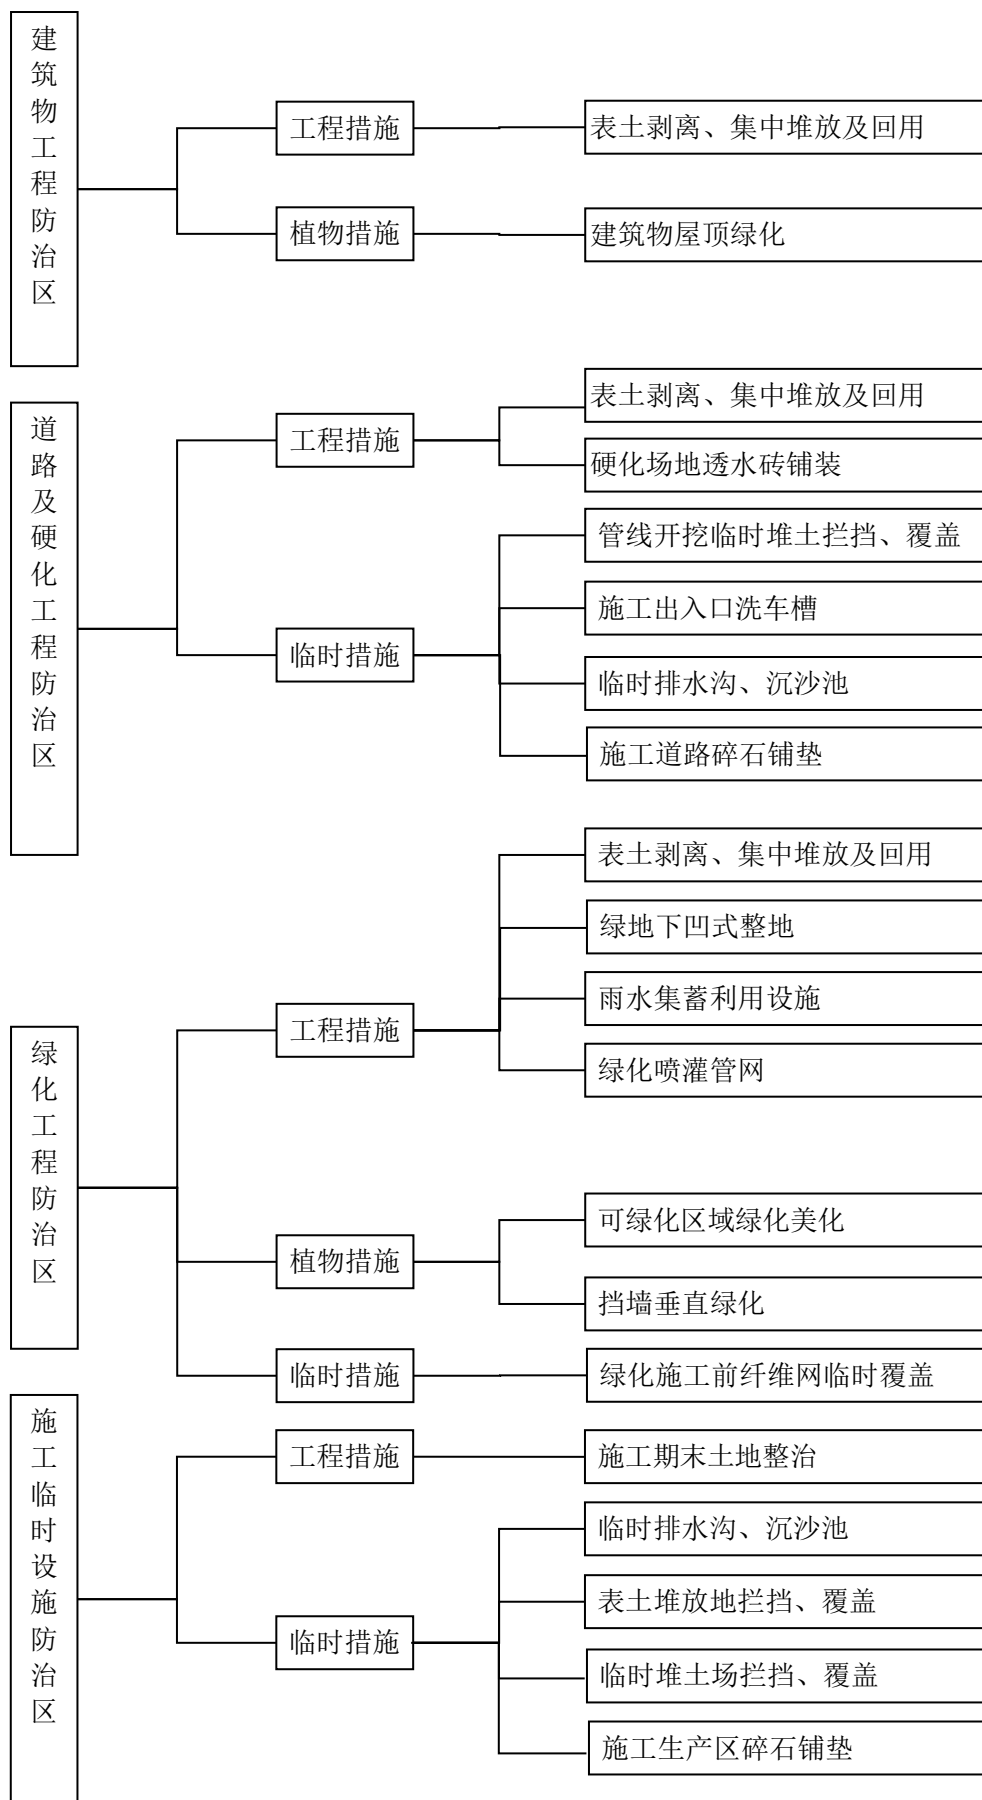 建筑物工程防治区
工程措施
表土剥离、集中堆放及回用
植物措施
建筑物屋顶绿化
道路及硬化工程防治区
工程措施
表土剥离、集中堆放及回用
硬化场地透水砖铺装
临时措施
管线开挖临时堆土拦挡、覆盖
施工出入口洗车槽
临时排水沟、沉沙池
施工道路碎石铺垫
绿化工程防治区
工程措施
表土剥离、集中堆放及回用
绿地下凹式整地
雨水集蓄利用设施
绿化喷灌管网
植物措施
可绿化区域绿化美化
挡墙垂直绿化
临时措施
绿化施工前纤维网临时覆盖
施工临时设施防治区
工程措施
施工期末土地整治
临时措施
临时排水沟、沉沙池
表土堆放地拦挡、覆盖
临时堆土场拦挡、覆盖
施工生产区碎石铺垫